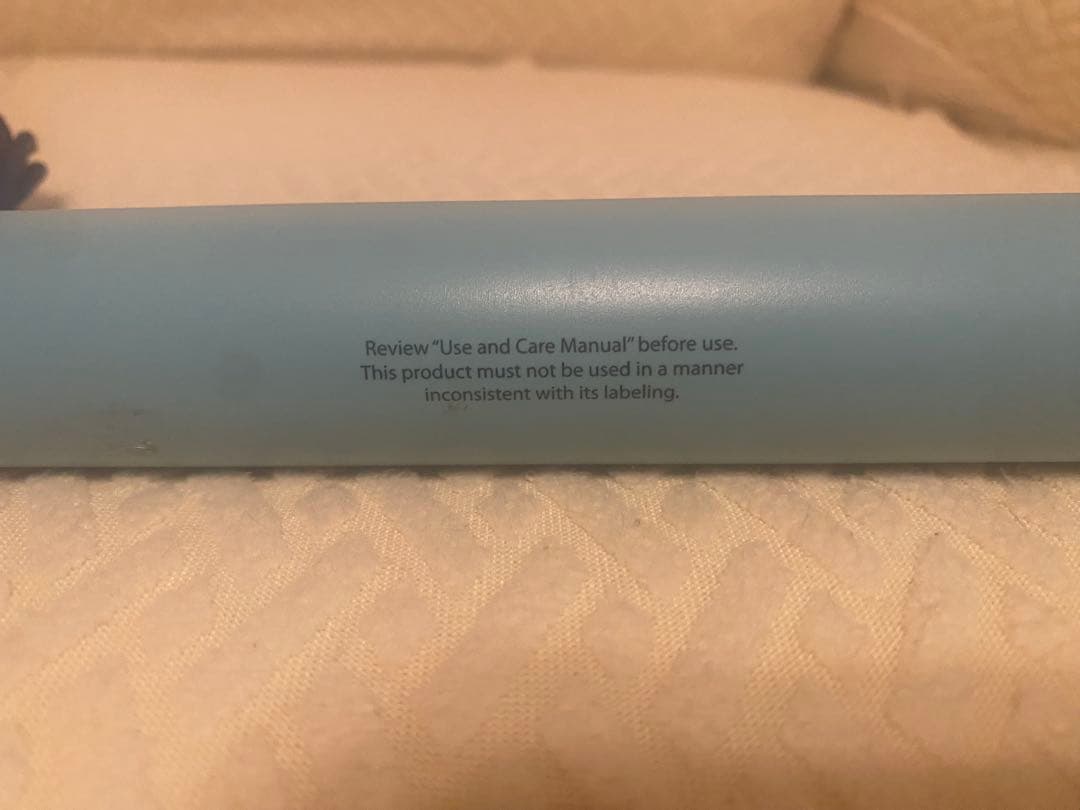 Review “Use and Care Manual” before use.
This product must not be used in a manner
inconsistent with its labeling.